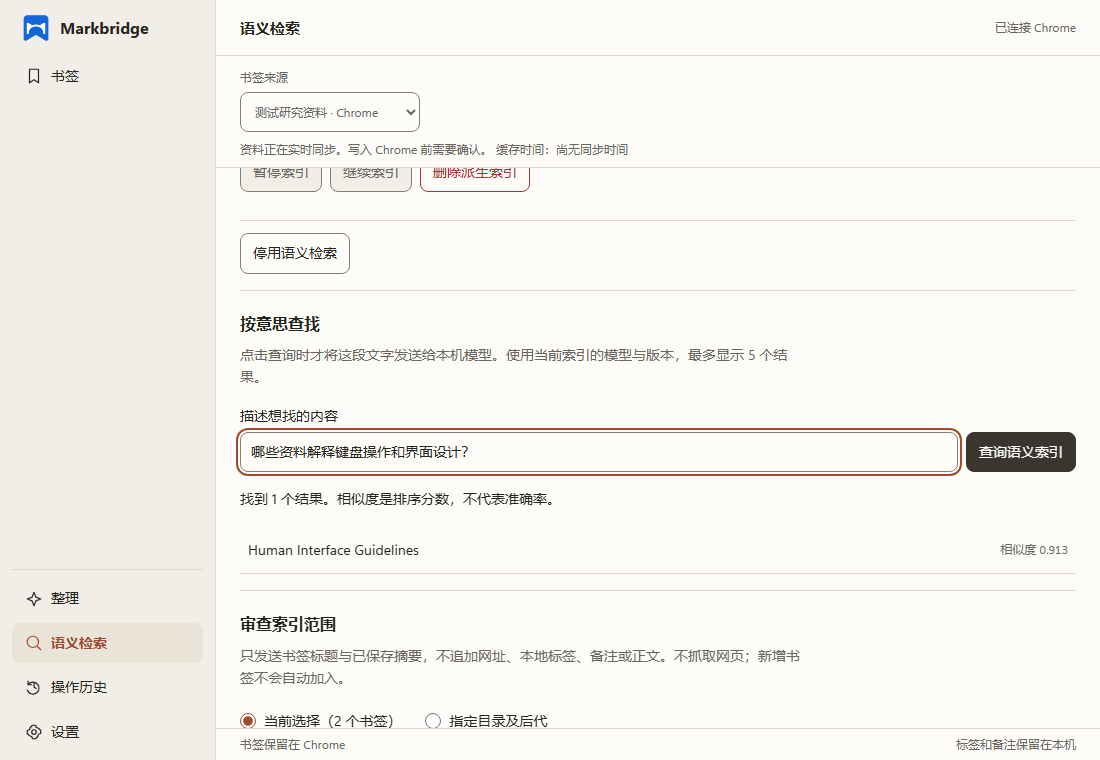 Markbridge
书签
整理
语义检索
操作历史
设置
语义检索
已连接 Chrome
书签来源
测试研究资料 · Chrome
资料正在实时同步。写入 Chrome 前需要确认。 缓存时间：尚无同步时间
暂停索引
继续索引
删除派生索引
停用语义检索
按意思查找
点击查询时才将这段文字发送给本机模型。使用当前索引的模型与版本，最多显示 5 个结
果。
描述想找的内容
哪些资料解释键盘操作和界面设计？
查询语义索引
找到 1 个结果。相似度是排序分数，不代表准确率。
Human Interface Guidelines
相似度 0.913
审查索引范围
只发送书签标题与已保存摘要，不追加网址、本地标签、备注或正文。不抓取网页；新增书
签不会自动加入。
当前选择（2 个书签）
指定目录及后代
书签保留在 Chrome
标签和备注保留在本机